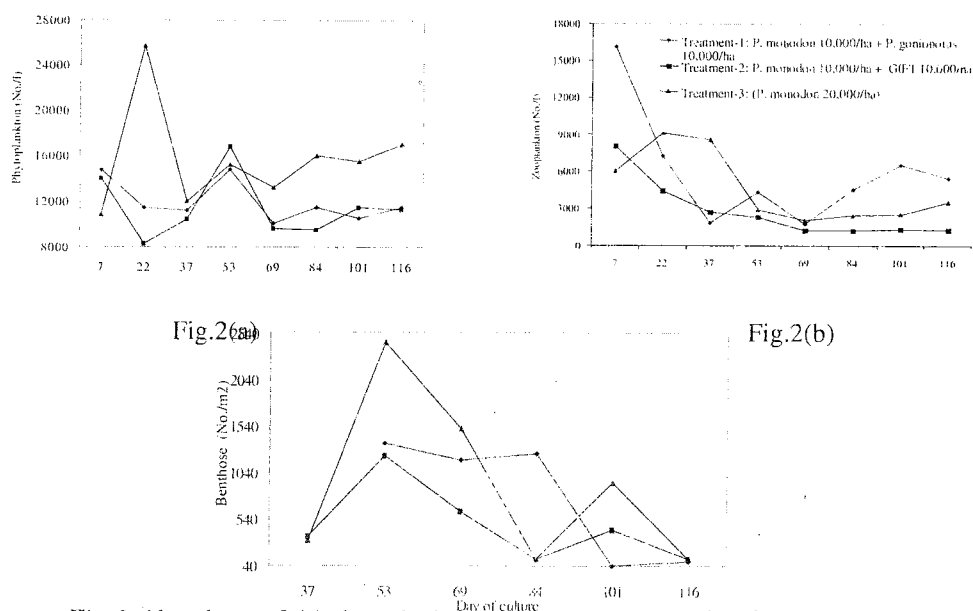 28000
24000
20000
16000
12000
8000
Phytoplankton (No./l)
7 22 37 53 69 84 101 116
Fig.2(a)
18000
15000
12000
9000
6000
3000
0
Zooplankton (No./l)
Treatment-1: P. monodon 10,000/ha + P. gonionotas
10,000/ha
Treatment-2: P. monodon 10,000/ha + GIFT 10,000/ha
Treatment-3: (P. monodon 20,000/ha)
7 22 37 53 69 84 101 116
Fig.2(b)
2540
2040
1540
1040
540
40
Benthose (No./m2)
37 53 69 84 101 116
Day of culture